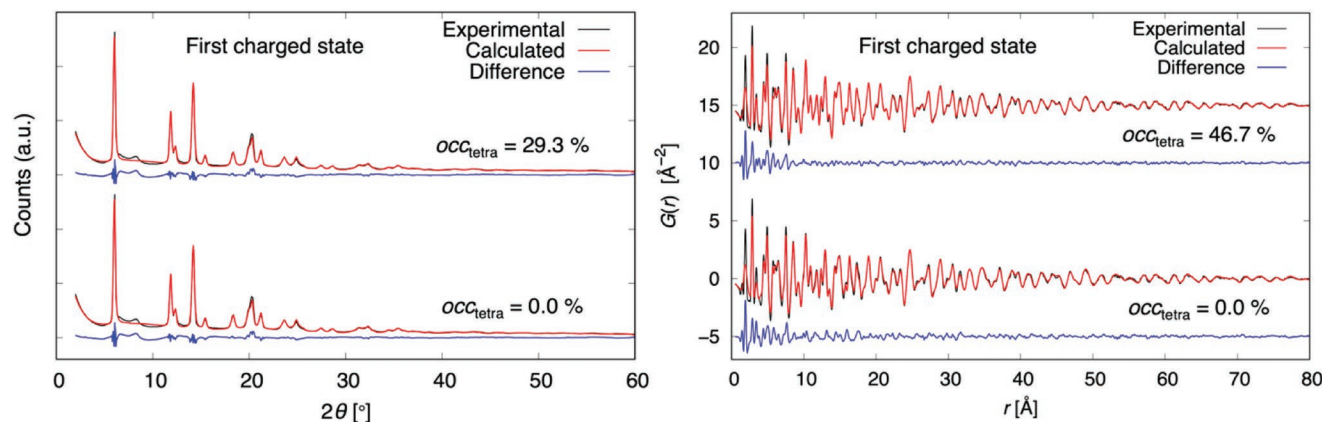 First charged state
Experimental
Calculated
Difference
occtetra = 29.3 %
occtetra = 0.0 %
Counts (a.u.)
0 10 20 30 40 50 60
2θ [°]
First charged state
Experimental
Calculated
Difference
occtetra = 46.7 %
occtetra = 0.0 %
G(r) [Å−2]
20
15
10
5
0
−5
0 10 20 30 40 50 60 70 80
r [Å]